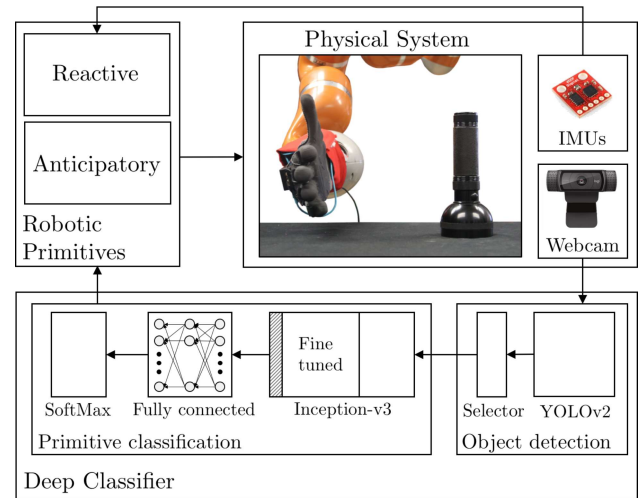 Physical System
Reactive
Anticipatory
Robotic
Primitives
IMUs
Webcam
Fine
tuned
SoftMax
Fully connected
Inception-v3
Selector
YOLOv2
Primitive classification
Object detection
Deep Classifier